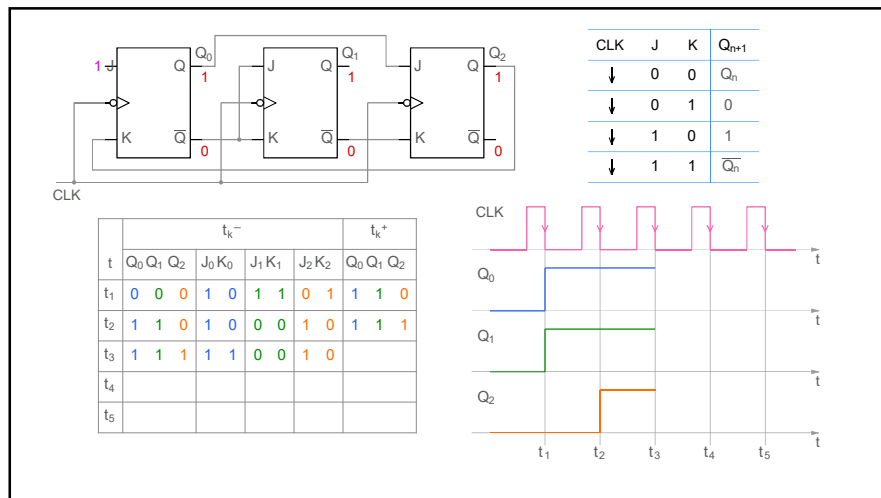 Q0 Q1 Q2
1 J Q J Q J Q
1 1 1
K Q̅ K Q̅ K Q̅
0 0 0
CLK
CLK J K Qn+1
↓ 0 0 Qn
↓ 0 1 0
↓ 1 0 1
↓ 1 1 Q̅n
tk− tk+
t Q0 Q1 Q2 J0 K0 J1 K1 J2 K2 Q0 Q1 Q2
t1 0 0 0 1 0 1 1 0 1 1 1 0
t2 1 1 0 1 0 0 0 1 0 1 1 1
t3 1 1 1 1 1 0 0 1 0
t4
t5
CLK
t
Q0
t
Q1
t
Q2
t
t1 t2 t3 t4 t5